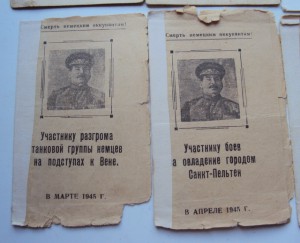 Смерть немецким оккупантам!
Участнику разгрома
танковой группы немцев
на подступах к Вене.
В МАРТЕ 1945 Г.
Смерть немецким оккупантам!
Участнику боев
а овладение городом
Санкт-Пельтен
В АПРЕЛЕ 1945 Г.